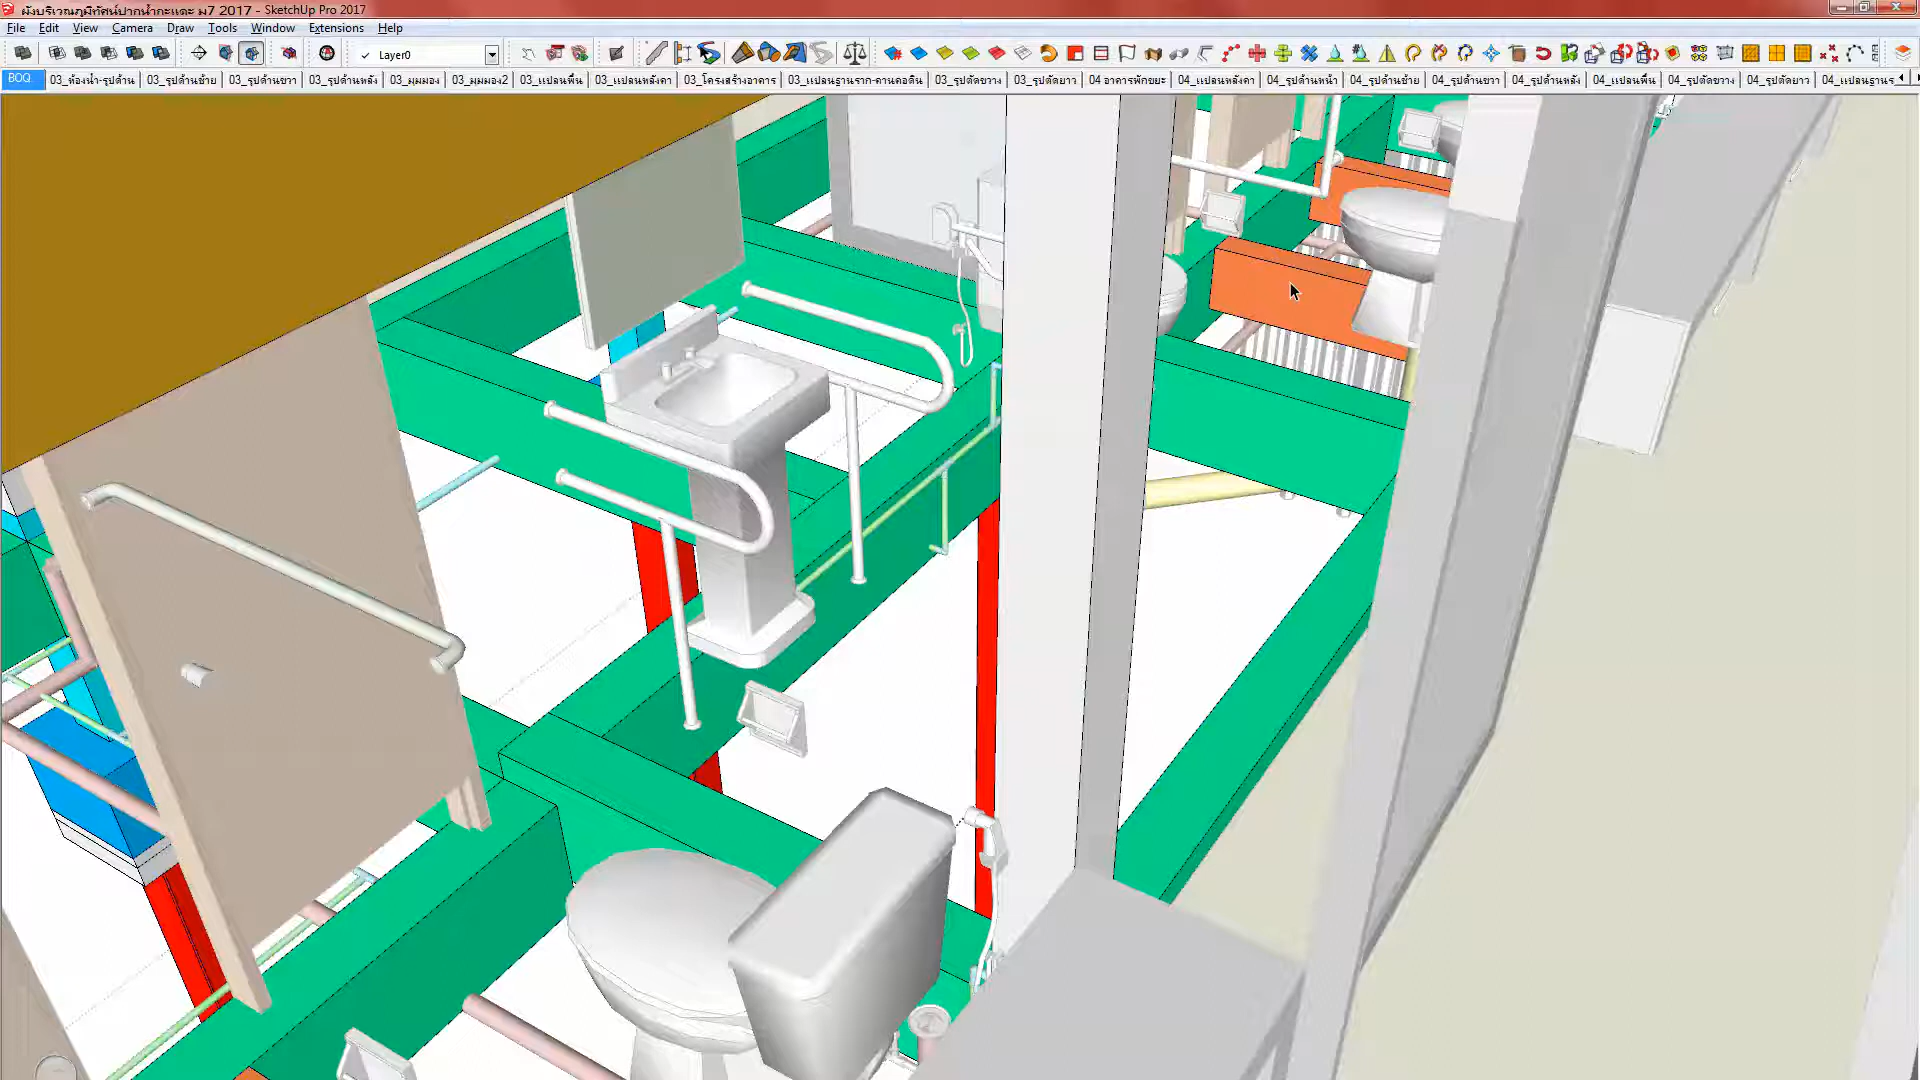 ผังบริเวณภูมิทัศน์ปากน้ำกะแดะ ม7 2017 - SketchUp Pro 2017
File Edit View Camera Draw Tools Window Extensions Help
Layer0
BOQ 03_ห้องน้ำ-รูปด้าน 03_รูปด้านซ้าย 03_รูปด้านขวา 03_รูปด้านหลัง 03_มุมมอง 03_มุมมอง2 03_แปลนพื้น 03_แปลนหลังคา 03_โครงสร้างอาคาร 03_แปลนฐานราก-คานคอดิน 03_รูปตัดขวาง 03_รูปตัดยาว 04 อาคารพักขยะ 04_แปลนหลังคา 04_รูปด้านหน้า 04_รูปด้านซ้าย 04_รูปด้านขวา 04_รูปด้านหลัง 04_แปลนพื้น 04_รูปตัดขวาง 04_รูปตัดยาว 04_แปลนฐานร